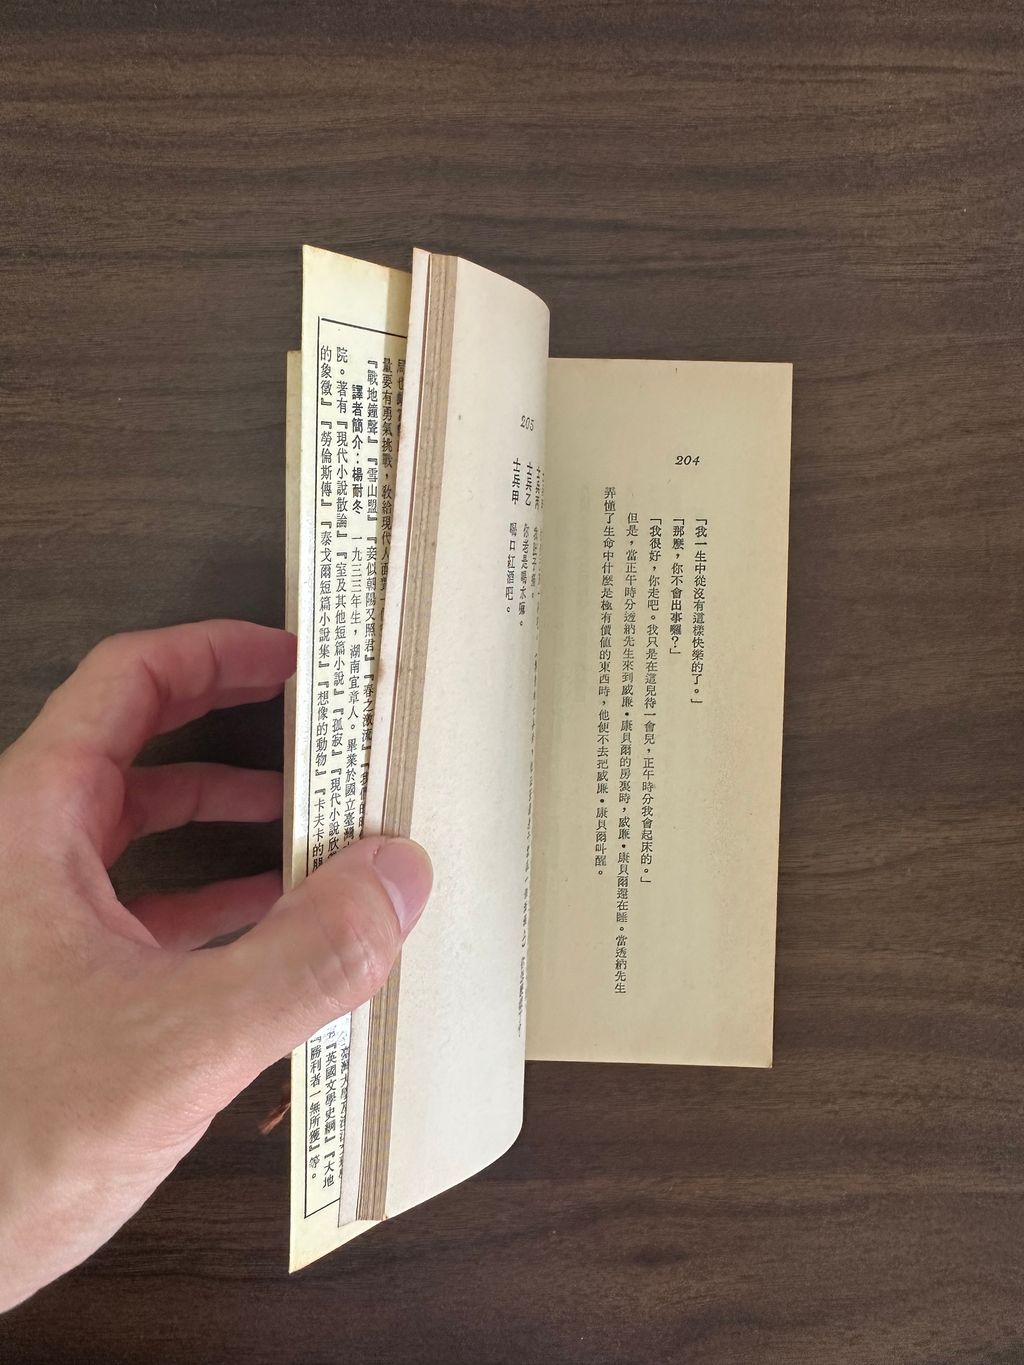 204
「我一生中從沒有這樣快樂的了。」
「那麼，你不會出事囉？」
「我很好，你走吧。我只是在這兒待一會兒，正午時分我會起床的。」
但是，當正午時分透納先生來到威廉•康貝爾的房裏時，威廉•康貝爾還在睡。當透納先生
弄懂了生命中什麼是極有價值的東西時，他便不去把威廉•康貝爾叫醒。
205
士兵乙 你老是喝水嘛。
士兵甲 喝口紅酒吧。
量要有勇氣挑戰，
『戰地鐘聲』『雪山盟』『妾似朝陽又照君』『春之激流』
譯者簡介：楊耐冬 一九三三年生，湖南宜章人。畢業於國立臺灣
院。著有『現代小說散論』『室及其他短篇小說』『孤寂』『現代小說欣
『英國文學史綱』『大地
的象徵』『勞倫斯傳』『泰戈爾短篇小說集』『想像的動物』『卡夫卡的
『勝利者一無所獲』等。